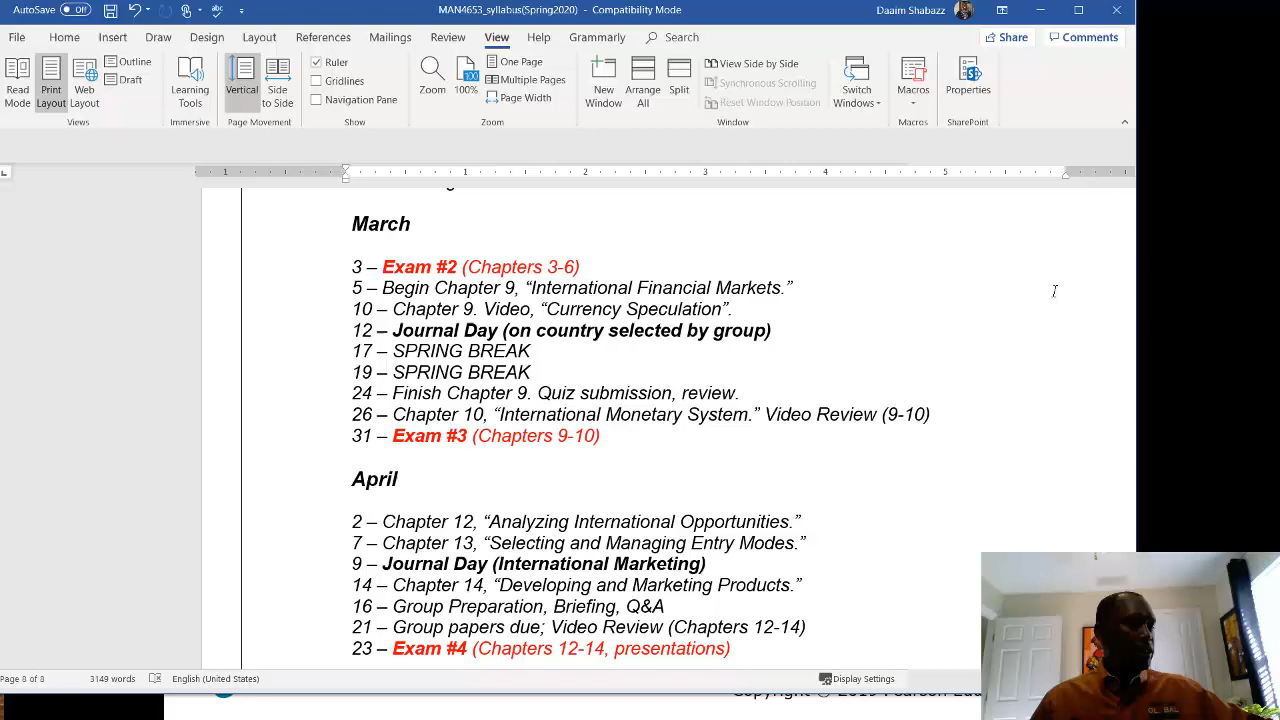 AutoSave Off MAN4653_syllabus(Spring2020) - Compatibility Mode Daaim Shabazz
File Home Insert Draw Design Layout References Mailings Review View Help Grammarly Search Share Comments
Read Mode
Print Layout
Web Layout
Outline
Draft
Views
Learning Tools
Immersive
Vertical
Side to Side
Page Movement
Ruler
Gridlines
Navigation Pane
Show
Zoom
100
100%
One Page
Multiple Pages
Page Width
Zoom
New Window
Arrange All
Split
View Side by Side
Synchronous Scrolling
Reset Window Position
Window
Switch Windows
Macros
Macros
Properties
SharePoint
1 1 2 3 4 5
March
3 – Exam #2 (Chapters 3-6)
5 – Begin Chapter 9, “International Financial Markets.”
10 – Chapter 9. Video, “Currency Speculation”.
12 – Journal Day (on country selected by group)
17 – SPRING BREAK
19 – SPRING BREAK
24 – Finish Chapter 9. Quiz submission, review.
26 – Chapter 10, “International Monetary System.” Video Review (9-10)
31 – Exam #3 (Chapters 9-10)
April
2 – Chapter 12, “Analyzing International Opportunities.”
7 – Chapter 13, “Selecting and Managing Entry Modes.”
9 – Journal Day (International Marketing)
14 – Chapter 14, “Developing and Marketing Products.”
16 – Group Preparation, Briefing, Q&A
21 – Group papers due; Video Review (Chapters 12-14)
23 – Exam #4 (Chapters 12-14, presentations)
Page 8 of 8 3149 words English (United States) Display Settings